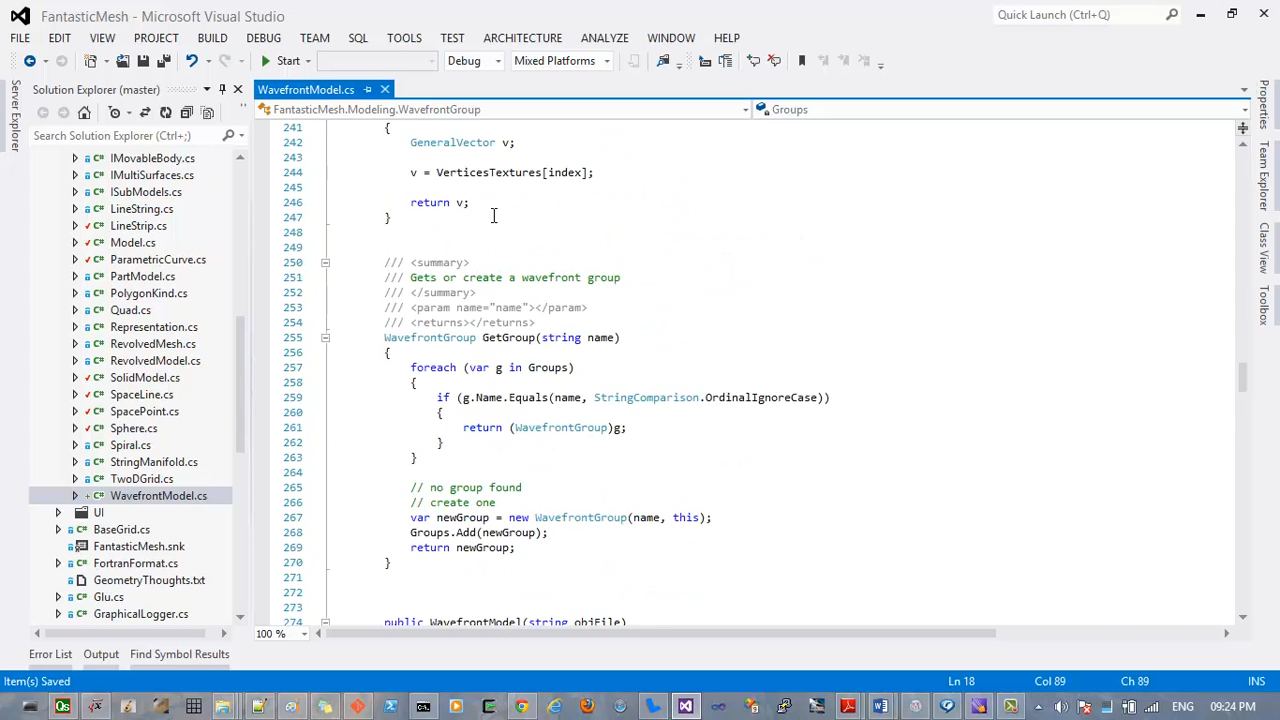 FantasticMesh - Microsoft Visual Studio
Quick Launch (Ctrl+Q)
FILE EDIT VIEW PROJECT BUILD DEBUG TEAM SQL TOOLS TEST ARCHITECTURE ANALYZE WINDOW HELP
Start Debug Mixed Platforms
Server Explorer
Solution Explorer (master)
Search Solution Explorer (Ctrl+;)
IMovableBody.cs
IMultiSurfaces.cs
ISubModels.cs
LineString.cs
LineStrip.cs
Model.cs
ParametricCurve.cs
PartModel.cs
PolygonKind.cs
Quad.cs
Representation.cs
RevolvedMesh.cs
RevolvedModel.cs
SolidModel.cs
SpaceLine.cs
SpacePoint.cs
Sphere.cs
Spiral.cs
StringManifold.cs
TwoDGrid.cs
WavefrontModel.cs
UI
BaseGrid.cs
FantasticMesh.snk
FortranFormat.cs
GeometryThoughts.txt
Glu.cs
GraphicalLogger.cs
WavefrontModel.cs
FantasticMesh.Modeling.WavefrontGroup
Groups
241 {
242 GeneralVector v;
243
244 v = VerticesTextures[index];
245
246 return v;
247 }
248
249
250 /// <summary>
251 /// Gets or create a wavefront group
252 /// </summary>
253 /// <param name="name"></param>
254 /// <returns></returns>
255 WavefrontGroup GetGroup(string name)
256 {
257 foreach (var g in Groups)
258 {
259 if (g.Name.Equals(name, StringComparison.OrdinalIgnoreCase))
260 {
261 return (WavefrontGroup)g;
262 }
263 }
264
265 // no group found
266 // create one
267 var newGroup = new WavefrontGroup(name, this);
268 Groups.Add(newGroup);
269 return newGroup;
270 }
271
272
273
274 public WavefrontModel(string objFile)
100 %
Properties
Team Explorer
Class View
Toolbox
Error List Output Find Symbol Results
Item(s) Saved Ln 18 Col 89 Ch 89 INS
ENG 09:24 PM